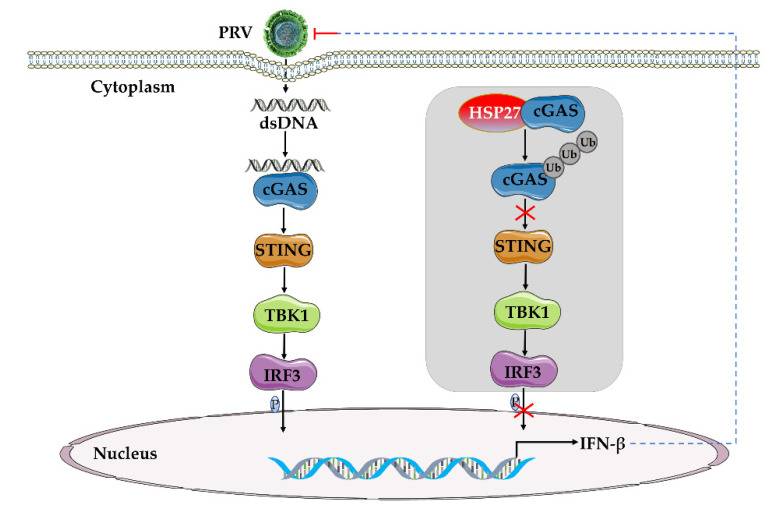 PRV
Cytoplasm
dsDNA
cGAS
STING
TBK1
IRF3
P
HSP27
cGAS
Ub
Ub
Ub
cGAS
STING
TBK1
IRF3
P
Nucleus
IFN-β